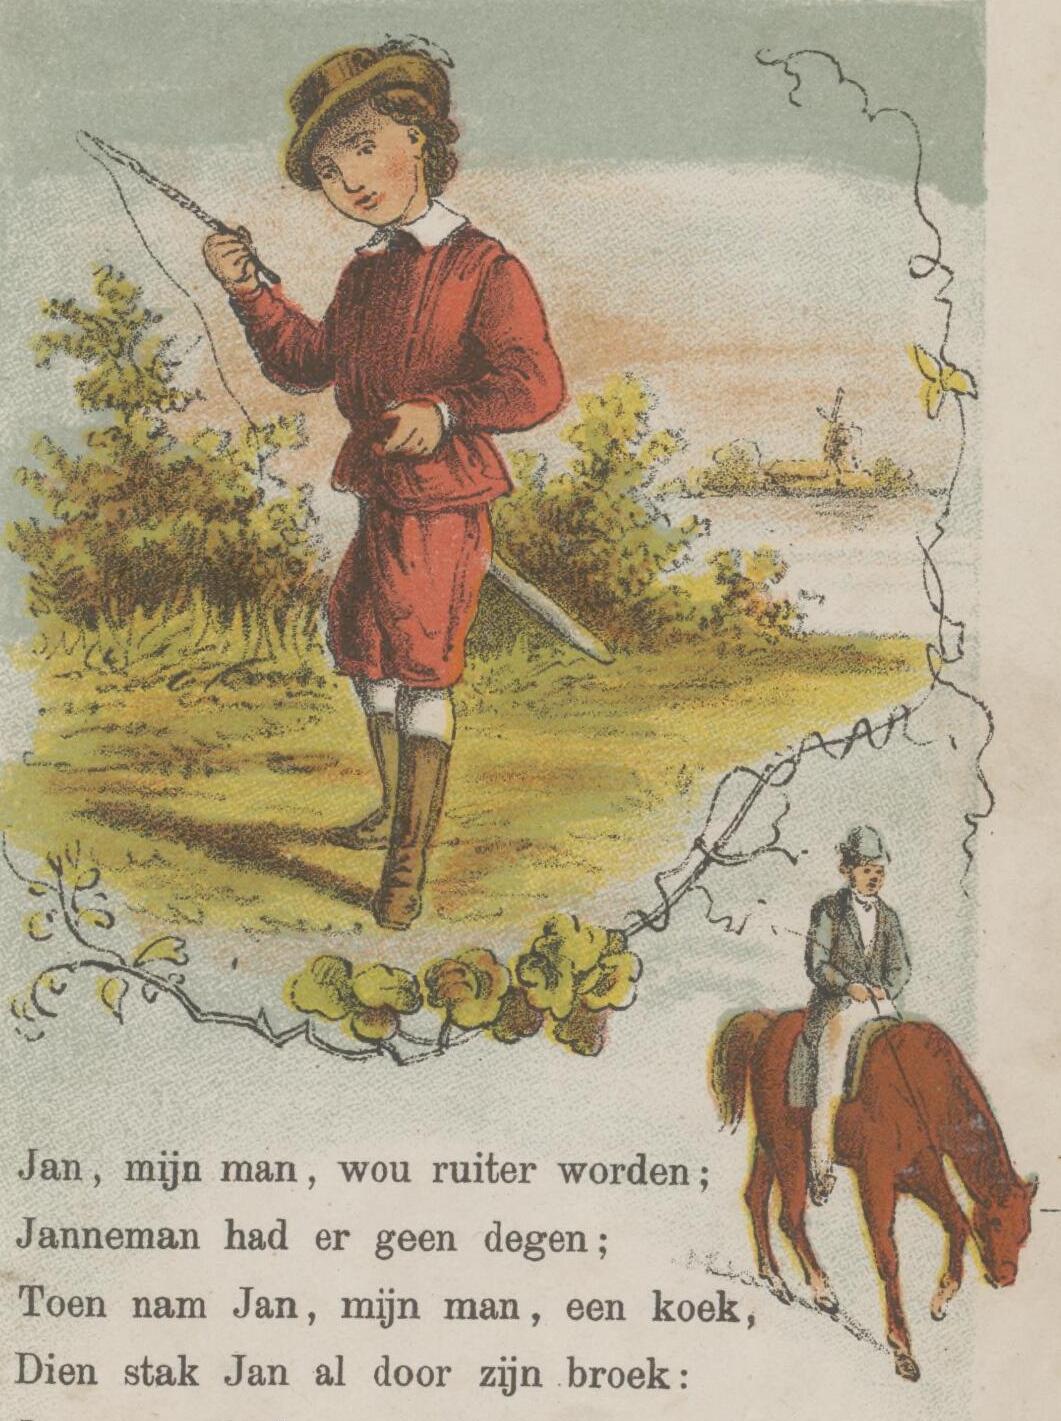 Jan, mijn man, wou ruiter worden;
Janneman had er geen degen;
Toen nam Jan, mijn man, een koek,
Dien stak Jan al door zijn broek: